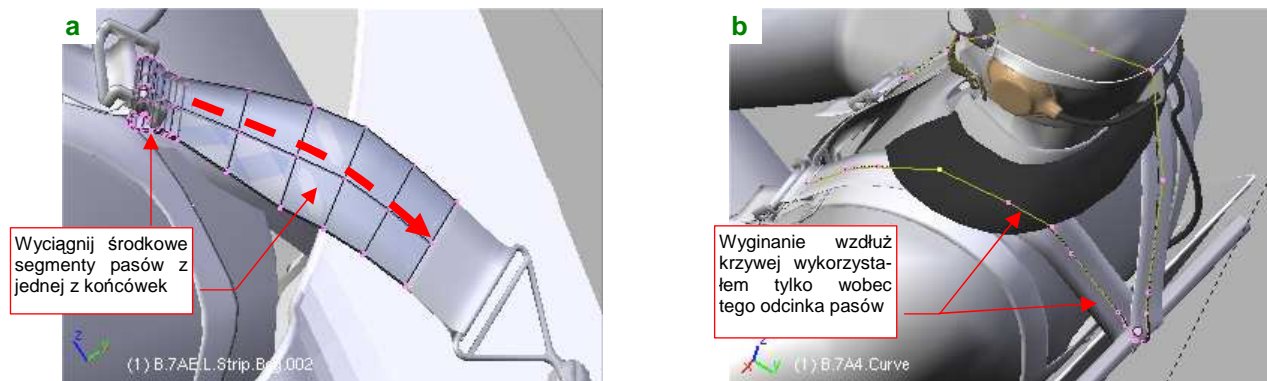 a
Wyciągnij środkowe
segmenty pasów z
jednej z końcówek
z
y
(1) B.7AE.L.Strip.Be
.002
b
Wyginanie wzdłuż
krzywej wykorzysta-
łem tylko wobec
tego odcinka pasów
z
x
y
(1) B.7A4.Curve